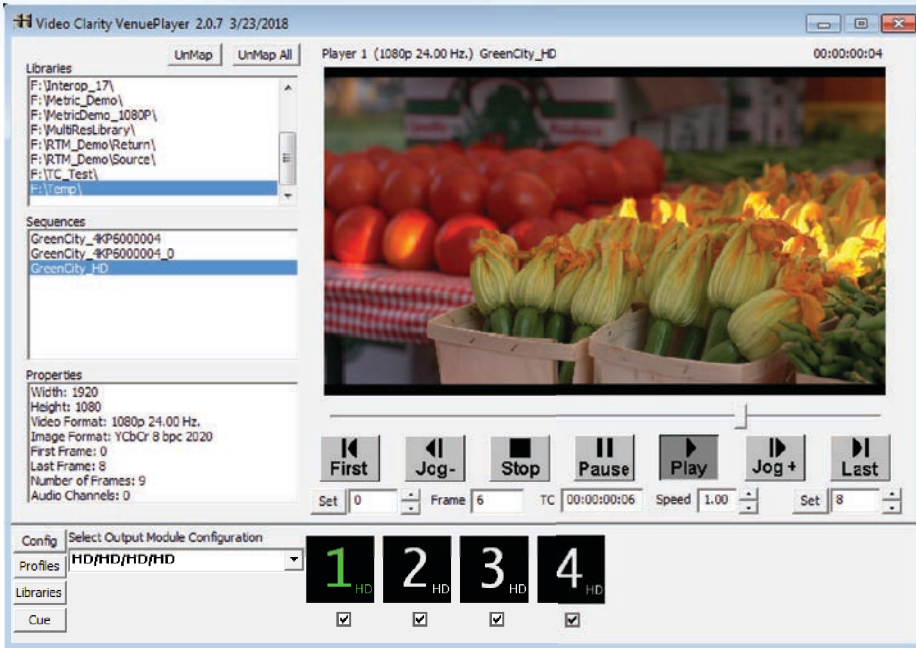 Video Clarity VenuePlayer 2.0.7 3/23/2018
UnMap
UnMap All
Libraries
F:\Interop_17\
F:\Metric_Demo\
F:\MetricDemo_1080P\
F:\MultiResLibrary\
F:\RTM_Demo\Return\
F:\RTM_Demo\Source\
F:\TC_Test\
F:\Temp\
Sequences
GreenCity_4KP6000004
GreenCity_4KP6000004_0
GreenCity_HD
Properties
Width: 1920
Height: 1080
Video Format: 1080p 24.00 Hz.
Image Format: YCbCr 8 bpc 2020
First Frame: 0
Last Frame: 8
Number of Frames: 9
Audio Channels: 0
Player 1 (1080p 24.00 Hz.) GreenCity_HD 00:00:00:04
First
Jog-
Stop
Pause
Play
Jog +
Last
Set 0 Frame 6 TC 00:00:00:06 Speed 1.00 Set 8
Config
Profiles
Libraries
Cue
Select Output Module Configuration
HD/HD/HD/HD
1 HD
2 HD
3 HD
4 HD